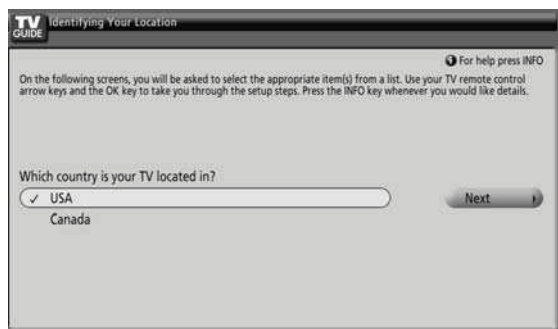 TV
GUIDE
Identifying Your Location
For help press INFO
On the following screens, you will be asked to select the appropriate item(s) from a list. Use your TV remote control
arrow keys and the OK key to take you through the setup steps. Press the INFO key whenever you would like details.
Which country is your TV located in?
✓ USA
Next
Canada